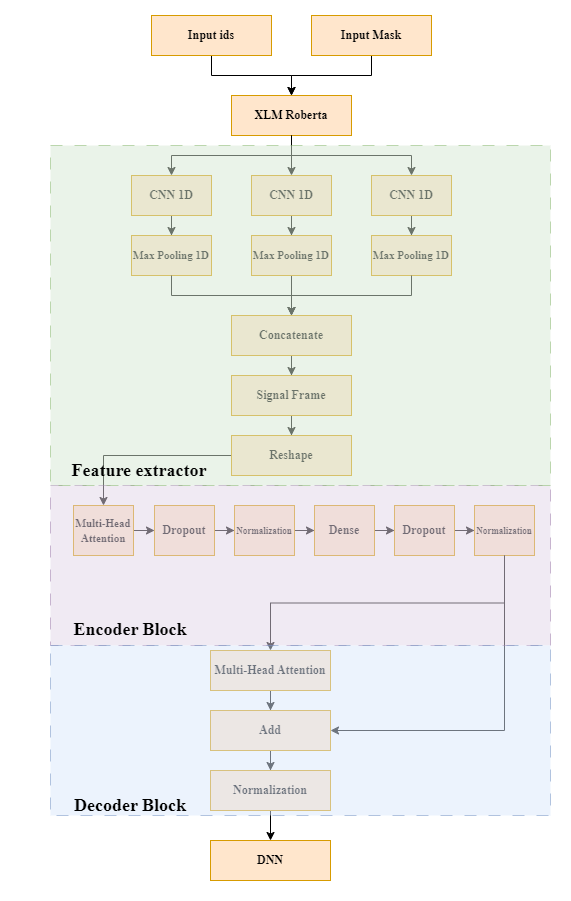 Input ids
Input Mask
XLM Roberta
CNN 1D
CNN 1D
CNN 1D
Max Pooling 1D
Max Pooling 1D
Max Pooling 1D
Concatenate
Signal Frame
Reshape
Feature extractor
Multi-Head
Attention
Dropout
Normalization
Dense
Dropout
Normalization
Encoder Block
Multi-Head Attention
Add
Normalization
Decoder Block
DNN